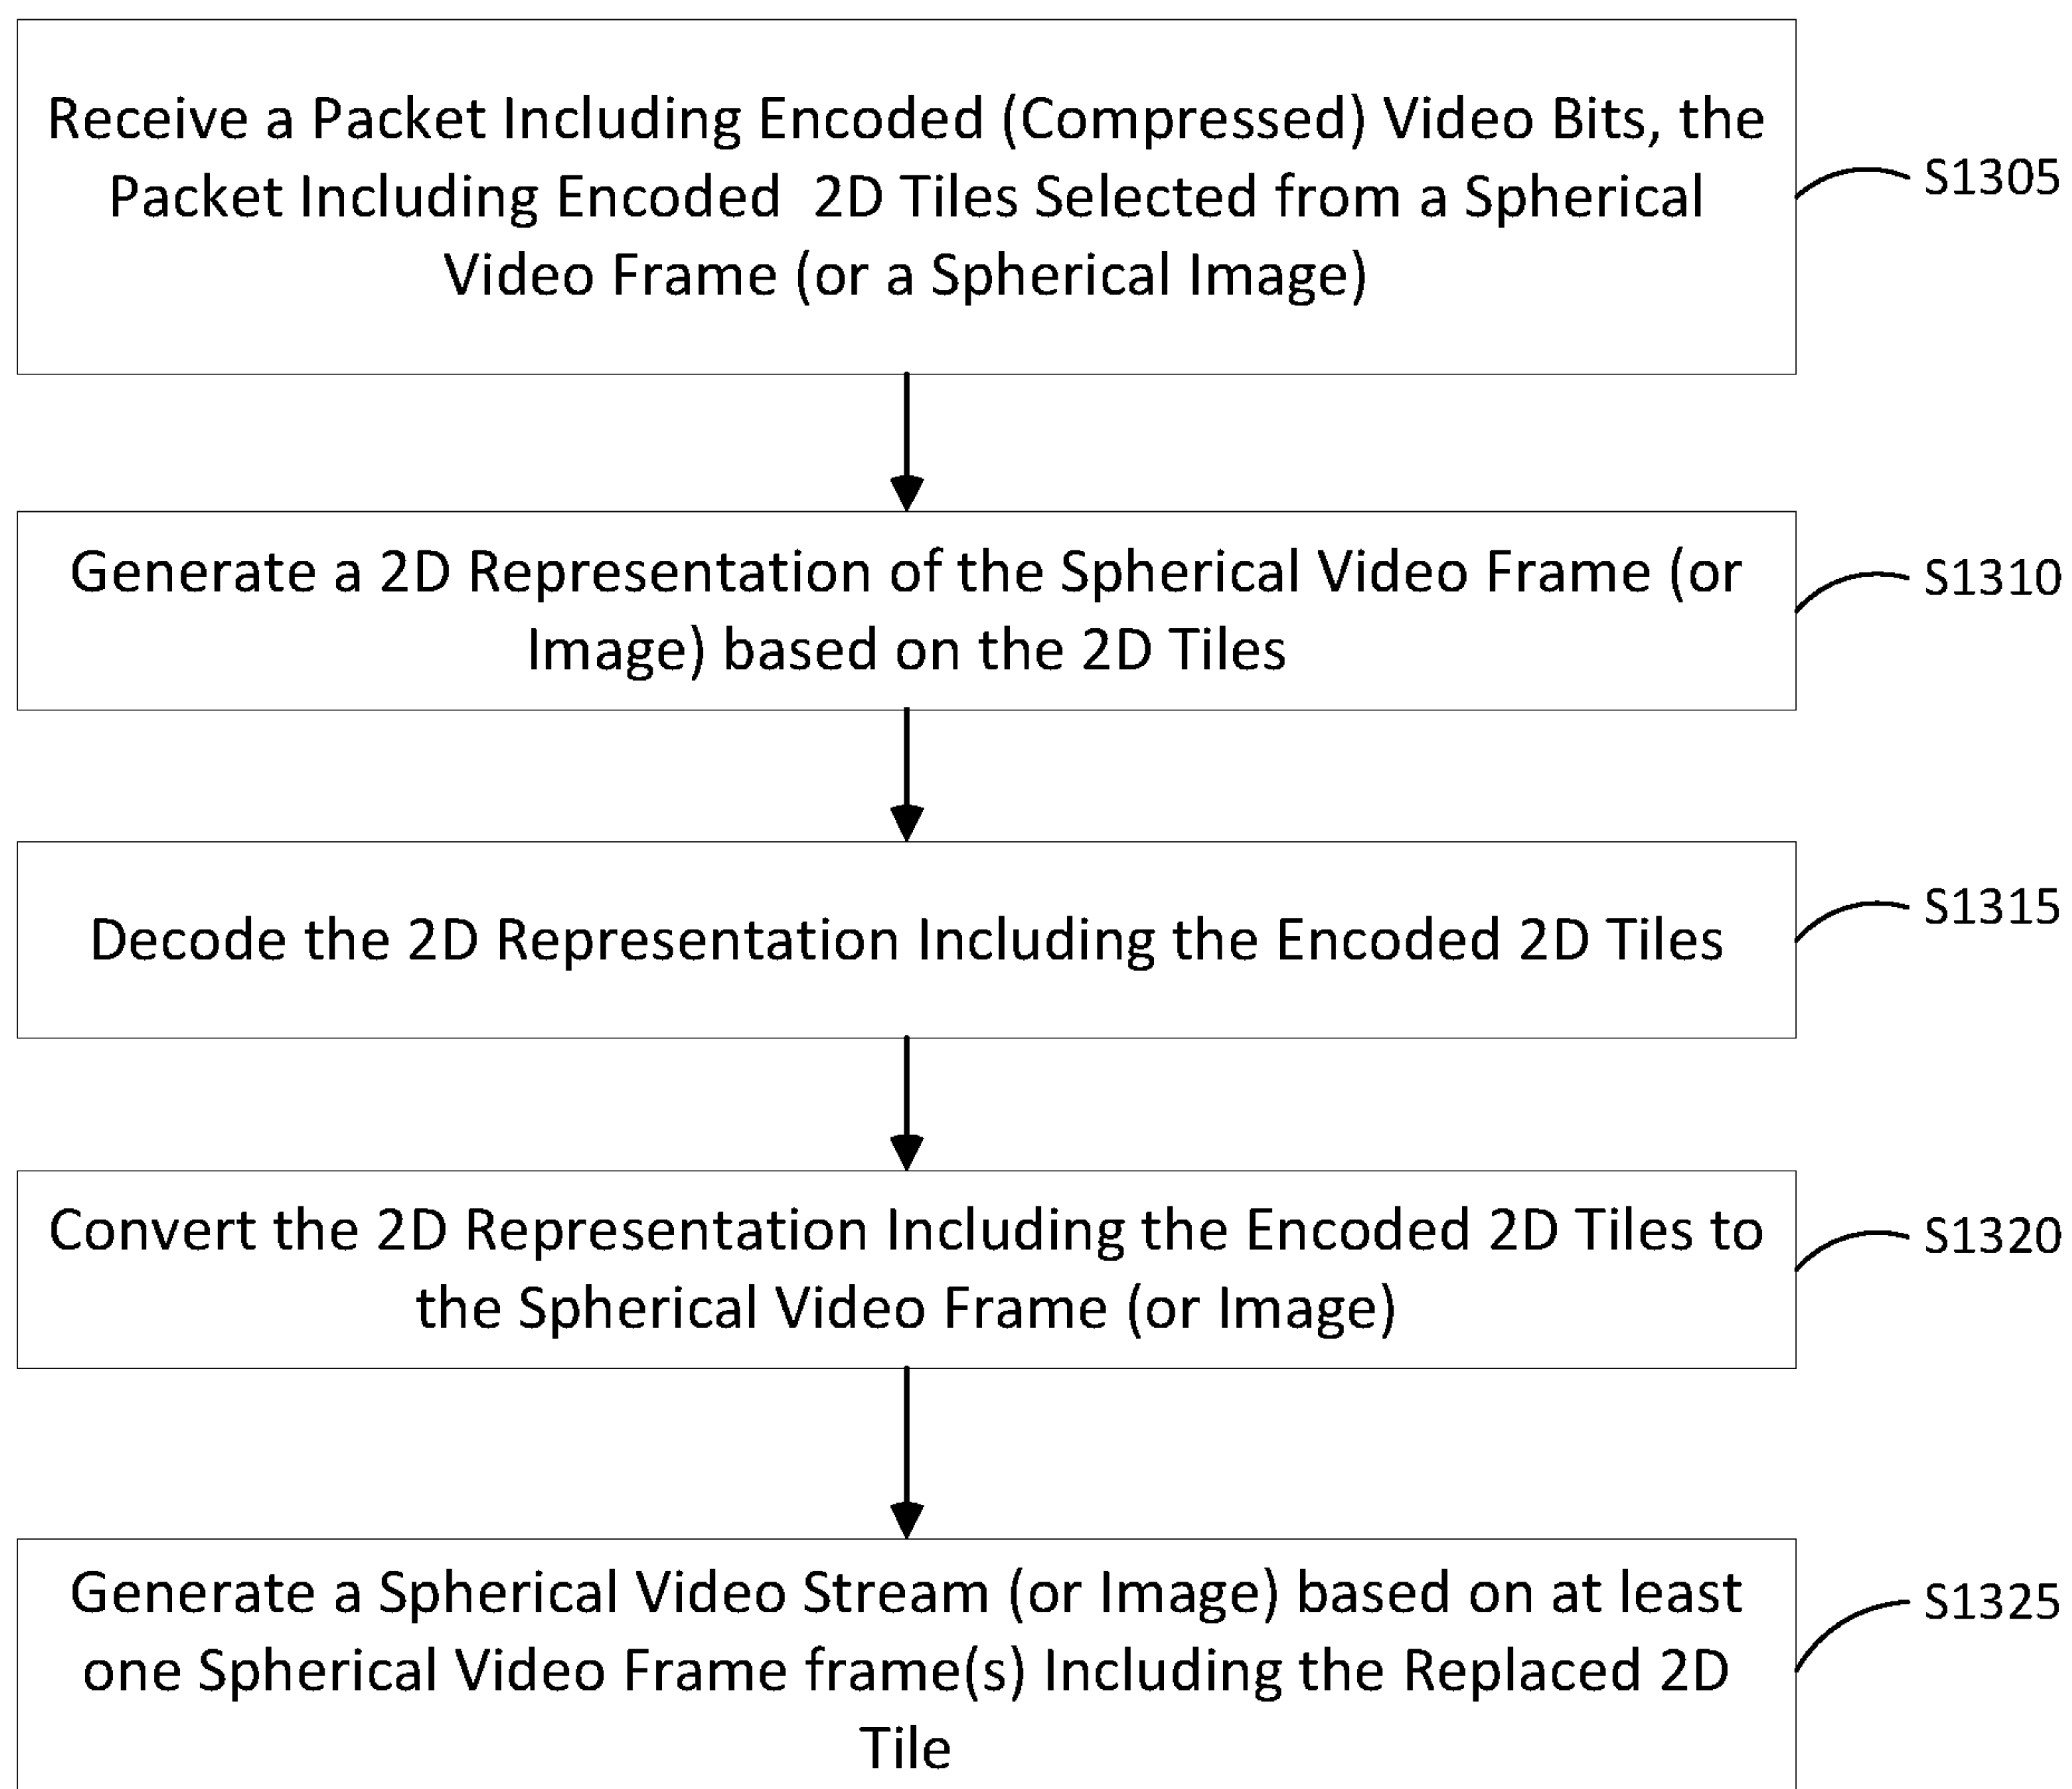 Receive a Packet Including Encoded (Compressed) Video Bits, the
Packet Including Encoded 2D Tiles Selected from a Spherical
Video Frame (or a Spherical Image)
S1305
Generate a 2D Representation of the Spherical Video Frame (or
Image) based on the 2D Tiles
S1310
Decode the 2D Representation Including the Encoded 2D Tiles
S1315
Convert the 2D Representation Including the Encoded 2D Tiles to
the Spherical Video Frame (or Image)
S1320
Generate a Spherical Video Stream (or Image) based on at least
one Spherical Video Frame frame(s) Including the Replaced 2D
Tile
S1325